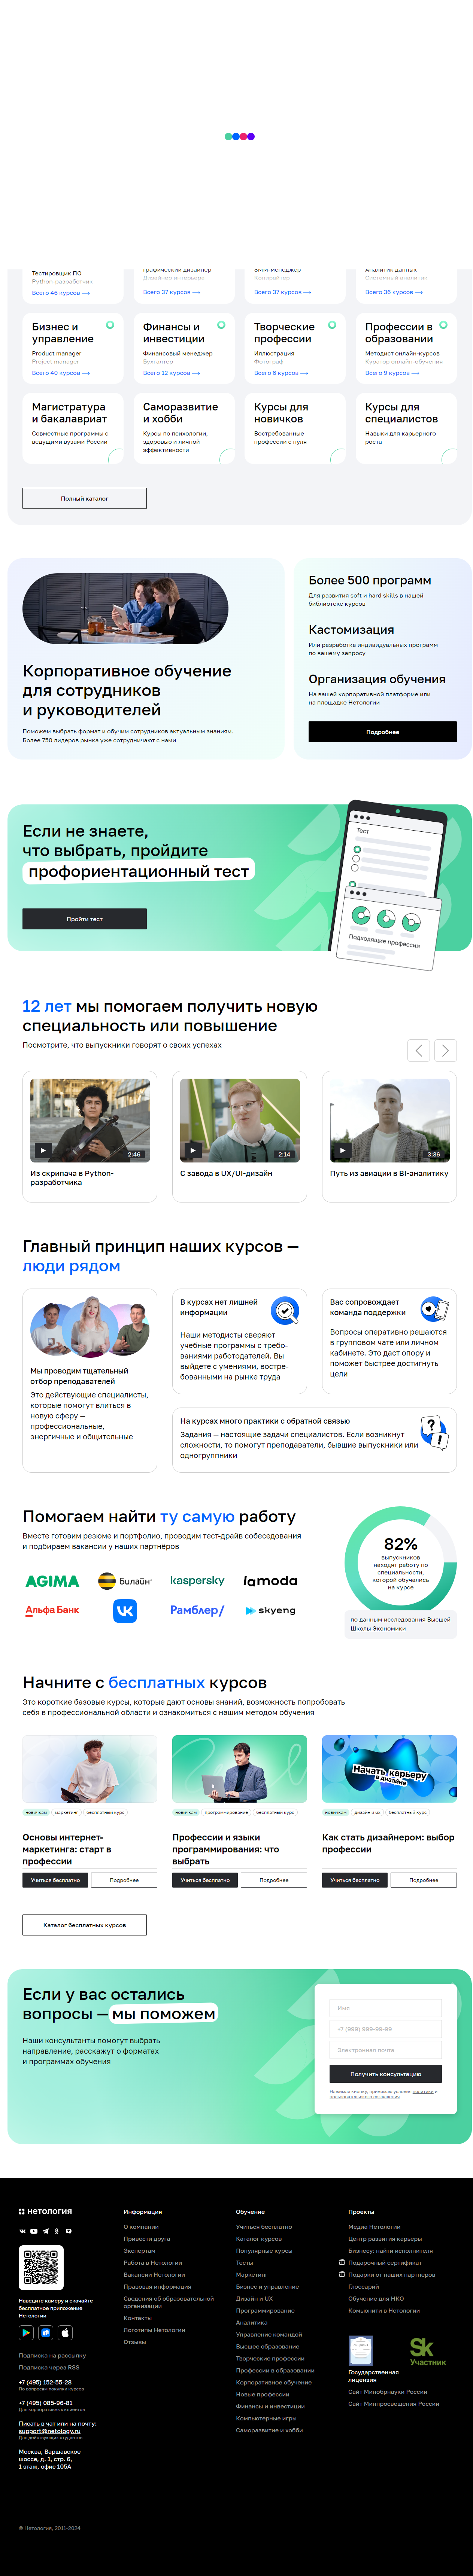 Тестировщик ПО
Всего 46 курсов
Всего 37 курсов
Всего 37 курсов
Всего 36 курсов
Бизнес и
управление
Product manager
Project manager
Всего 40 курсов
Финансы и
инвестиции
Финансовый менеджер
Бухгалтер
Всего 12 курсов
Творческие
профессии
Иллюстрация
Фотограф
Всего 6 курсов
Профессии в
образовании
Методист онлайн-курсов
Куратор онлайн-обучения
Всего 9 курсов
Магистратура
и бакалавриат
Совместные программы с
ведущими вузами России
Саморазвитие
и хобби
Курсы по психологии,
здоровью и личной
эффективности
Курсы для
новичков
Востребованные
профессии с нуля
Курсы для
специалистов
Навыки для карьерного
роста
Полный каталог
Корпоративное обучение
для сотрудников
и руководителей
Поможем выбрать формат и обучим сотрудников актуальным знаниям.
Более 750 лидеров рынка уже сотрудничают с нами
Более 500 программ
Для развития soft и hard skills в нашей
библиотеке курсов
Кастомизация
Или разработка индивидуальных программ
по вашему запросу
Организация обучения
На вашей корпоративной платформе или
на площадке Нетологии
Подробнее
Если не знаете,
что выбрать, пройдите
профориентационный тест
Пройти тест
Тест
Подходящие профессии
12 лет мы помогаем получить новую
специальность или повышение
Посмотрите, что выпускники говорят о своих успехах
2:46
Из скрипача в Python-
разработчика
2:14
С завода в UX/UI-дизайн
3:36
Путь из авиации в BI-аналитику
Главный принцип наших курсов —
люди рядом
Мы проводим тщательный
отбор преподавателей
Это действующие специалисты,
которые помогут влиться в
новую сферу —
профессиональные,
энергичные и общительные
В курсах нет лишней
информации
Наши методисты сверяют
учебные программы с требо-
ваниями работодателей. Вы
выйдете с умениями, востре-
бованными на рынке труда
Вас сопровождает
команда поддержки
Вопросы оперативно решаются
в групповом чате или личном
кабинете. Это даст опору и
поможет быстрее достигнуть
цели
На курсах много практики с обратной связью
Задания — настоящие задачи специалистов. Если возникнут
сложности, то помогут преподаватели, бывшие выпускники или
одногруппники
Помогаем найти ту самую работу
Вместе готовим резюме и портфолио, проводим тест-драйв собеседования
и подбираем вакансии у наших партнёров
AGIMA
Билайн
kaspersky
lamoda
Альфа Банк
Рамблер/
skyeng
82%
выпускников
находят работу по
специальности,
которой обучались
на курсе
по данным исследования Высшей
Школы Экономики
Начните с бесплатных курсов
Это короткие базовые курсы, которые дают основы знаний, возможность попробовать
себя в профессиональной области и ознакомиться с нашим методом обучения
новичкам маркетинг бесплатный курс
Основы интернет-
маркетинга: старт в
профессии
Учиться бесплатно
Подробнее
новичкам программирование бесплатный курс
Профессии и языки
программирования: что
выбрать
Учиться бесплатно
Подробнее
Начать карьеру
в дизайне
новичкам дизайн и ux бесплатный курс
Как стать дизайнером: выбор
профессии
Учиться бесплатно
Подробнее
Каталог бесплатных курсов
Если у вас остались
вопросы — мы поможем
Наши консультанты помогут выбрать
направление, расскажут о форматах
и программах обучения
Имя
+7 (999) 999-99-99
Электронная почта
Получить консультацию
Нажимая кнопку, принимаю условия политики и
пользовательского соглашения
нетология
Наведите камеру и скачайте
бесплатное приложение
Нетологии
Подписка на рассылку
Подписка через RSS
+7 (495) 152-55-28
По вопросам покупки курсов
+7 (495) 085-96-81
Для корпоративных клиентов
Писать в чат или на почту:
support@netology.ru
Для действующих студентов
Москва, Варшавское
шоссе, д. 1, стр. 6,
1 этаж, офис 105А
Информация
О компании
Привести друга
Экспертам
Работа в Нетологии
Вакансии Нетологии
Правовая информация
Сведения об образовательной
организации
Контакты
Логотипы Нетологии
Отзывы
Обучение
Учиться бесплатно
Каталог курсов
Популярные курсы
Тесты
Маркетинг
Бизнес и управление
Дизайн и UX
Программирование
Аналитика
Управление командой
Высшее образование
Творческие профессии
Профессии в образовании
Корпоративное обучение
Новые профессии
Финансы и инвестиции
Компьютерные игры
Саморазвитие и хобби
Проекты
Медиа Нетологии
Центр развития карьеры
Бизнесу: найти исполнителя
Подарочный сертификат
Подарки от наших партнеров
Глоссарий
Обучение для НКО
Комьюнити в Нетологии
Государственная
лицензия
Sk
Участник
Сайт Минобрнауки России
Сайт Минпросвещения России
© Нетология, 2011-2024